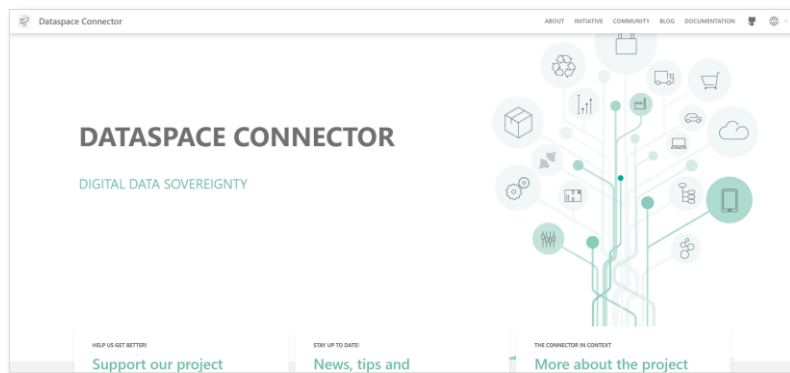 Dataspace Connector
ABOUT INITIATIVE COMMUNITY BLOG DOCUMENTATION
DATASPACE CONNECTOR
DIGITAL DATA SOVEREIGNTY
HELP US GET BETTER!
Support our project
STAY UP TO DATE!
News, tips and
THE CONNECTOR IN CONTEXT
More about the project